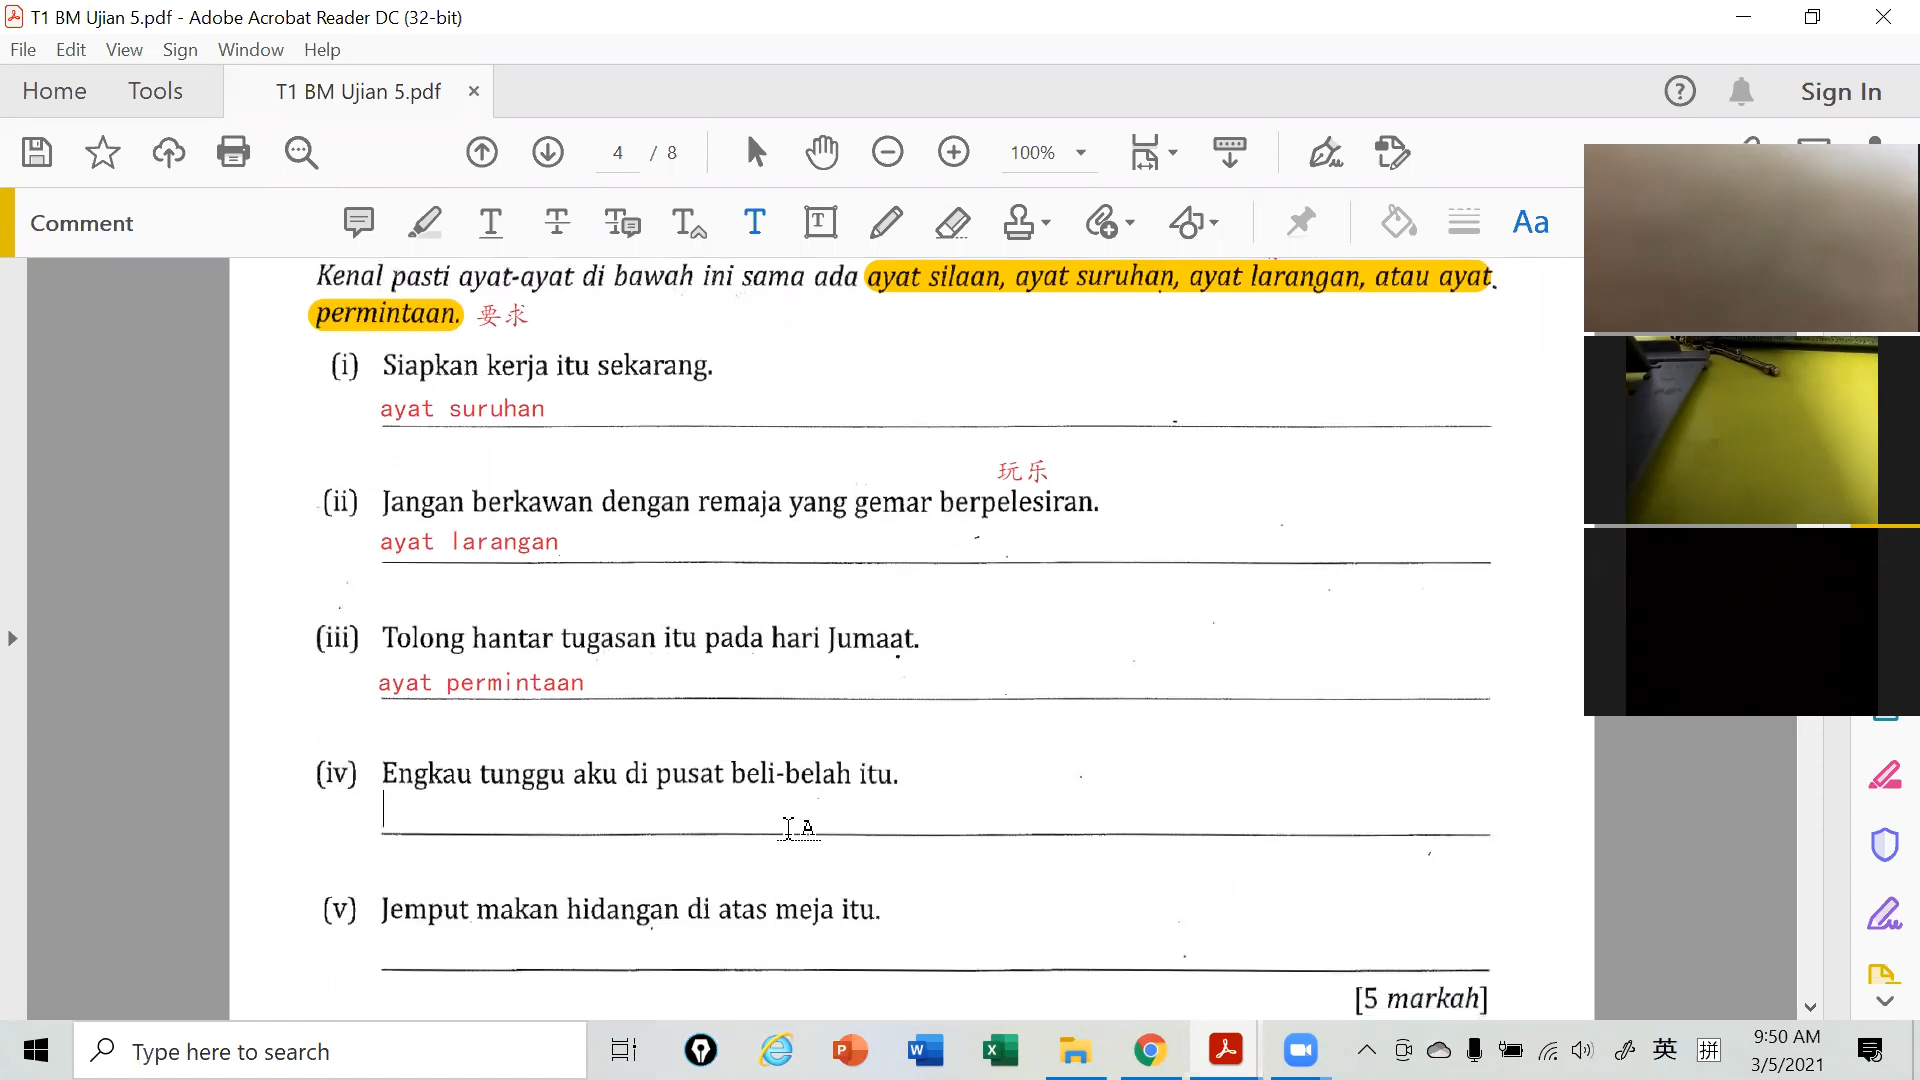 T1 BM Ujian 5.pdf - Adobe Acrobat Reader DC (32-bit)
File Edit View Sign Window Help
Home Tools T1 BM Ujian 5.pdf × Sign In
4 / 8 100%
Comment
Aa
Kenal pasti ayat-ayat di bawah ini sama ada ayat silaan, ayat suruhan, ayat larangan, atau ayat
permintaan. 要求
(i) Siapkan kerja itu sekarang.
ayat suruhan
玩乐
(ii) Jangan berkawan dengan remaja yang gemar berpelesiran.
ayat larangan
(iii) Tolong hantar tugasan itu pada hari Jumaat.
ayat permintaan
(iv) Engkau tunggu aku di pusat beli-belah itu.
(v) Jemput makan hidangan di atas meja itu.
[5 markah]
Type here to search
英 拼
9:50 AM
3/5/2021